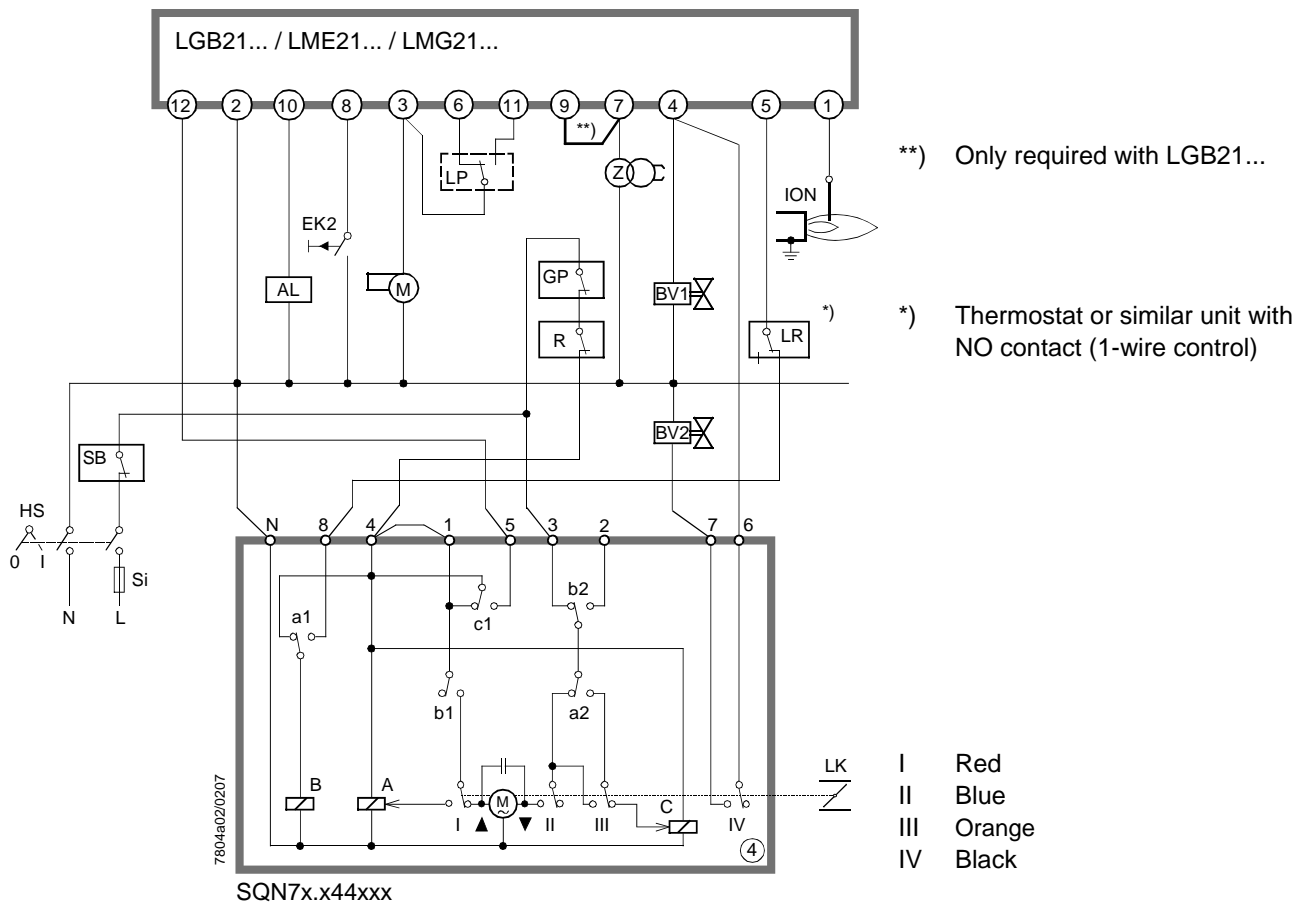 LGB21... / LME21... / LMG21...
12 2 10 8 3 6 11 9 7 4 5 1
**)
**) Only required with LGB21...
LP
Z
ION
EK2
AL
M
GP
BV1
R
LR
*)
*) Thermostat or similar unit with
NO contact (1-wire control)
BV2
SB
HS
0 I
Si
N L
N 8 4 1 5 3 2 7 6
a1
c1
b2
b1
a2
B A
M
~
C
I II III IV
LK
4
7804a02/0207
SQN7x.x44xxx
I Red
II Blue
III Orange
IV Black